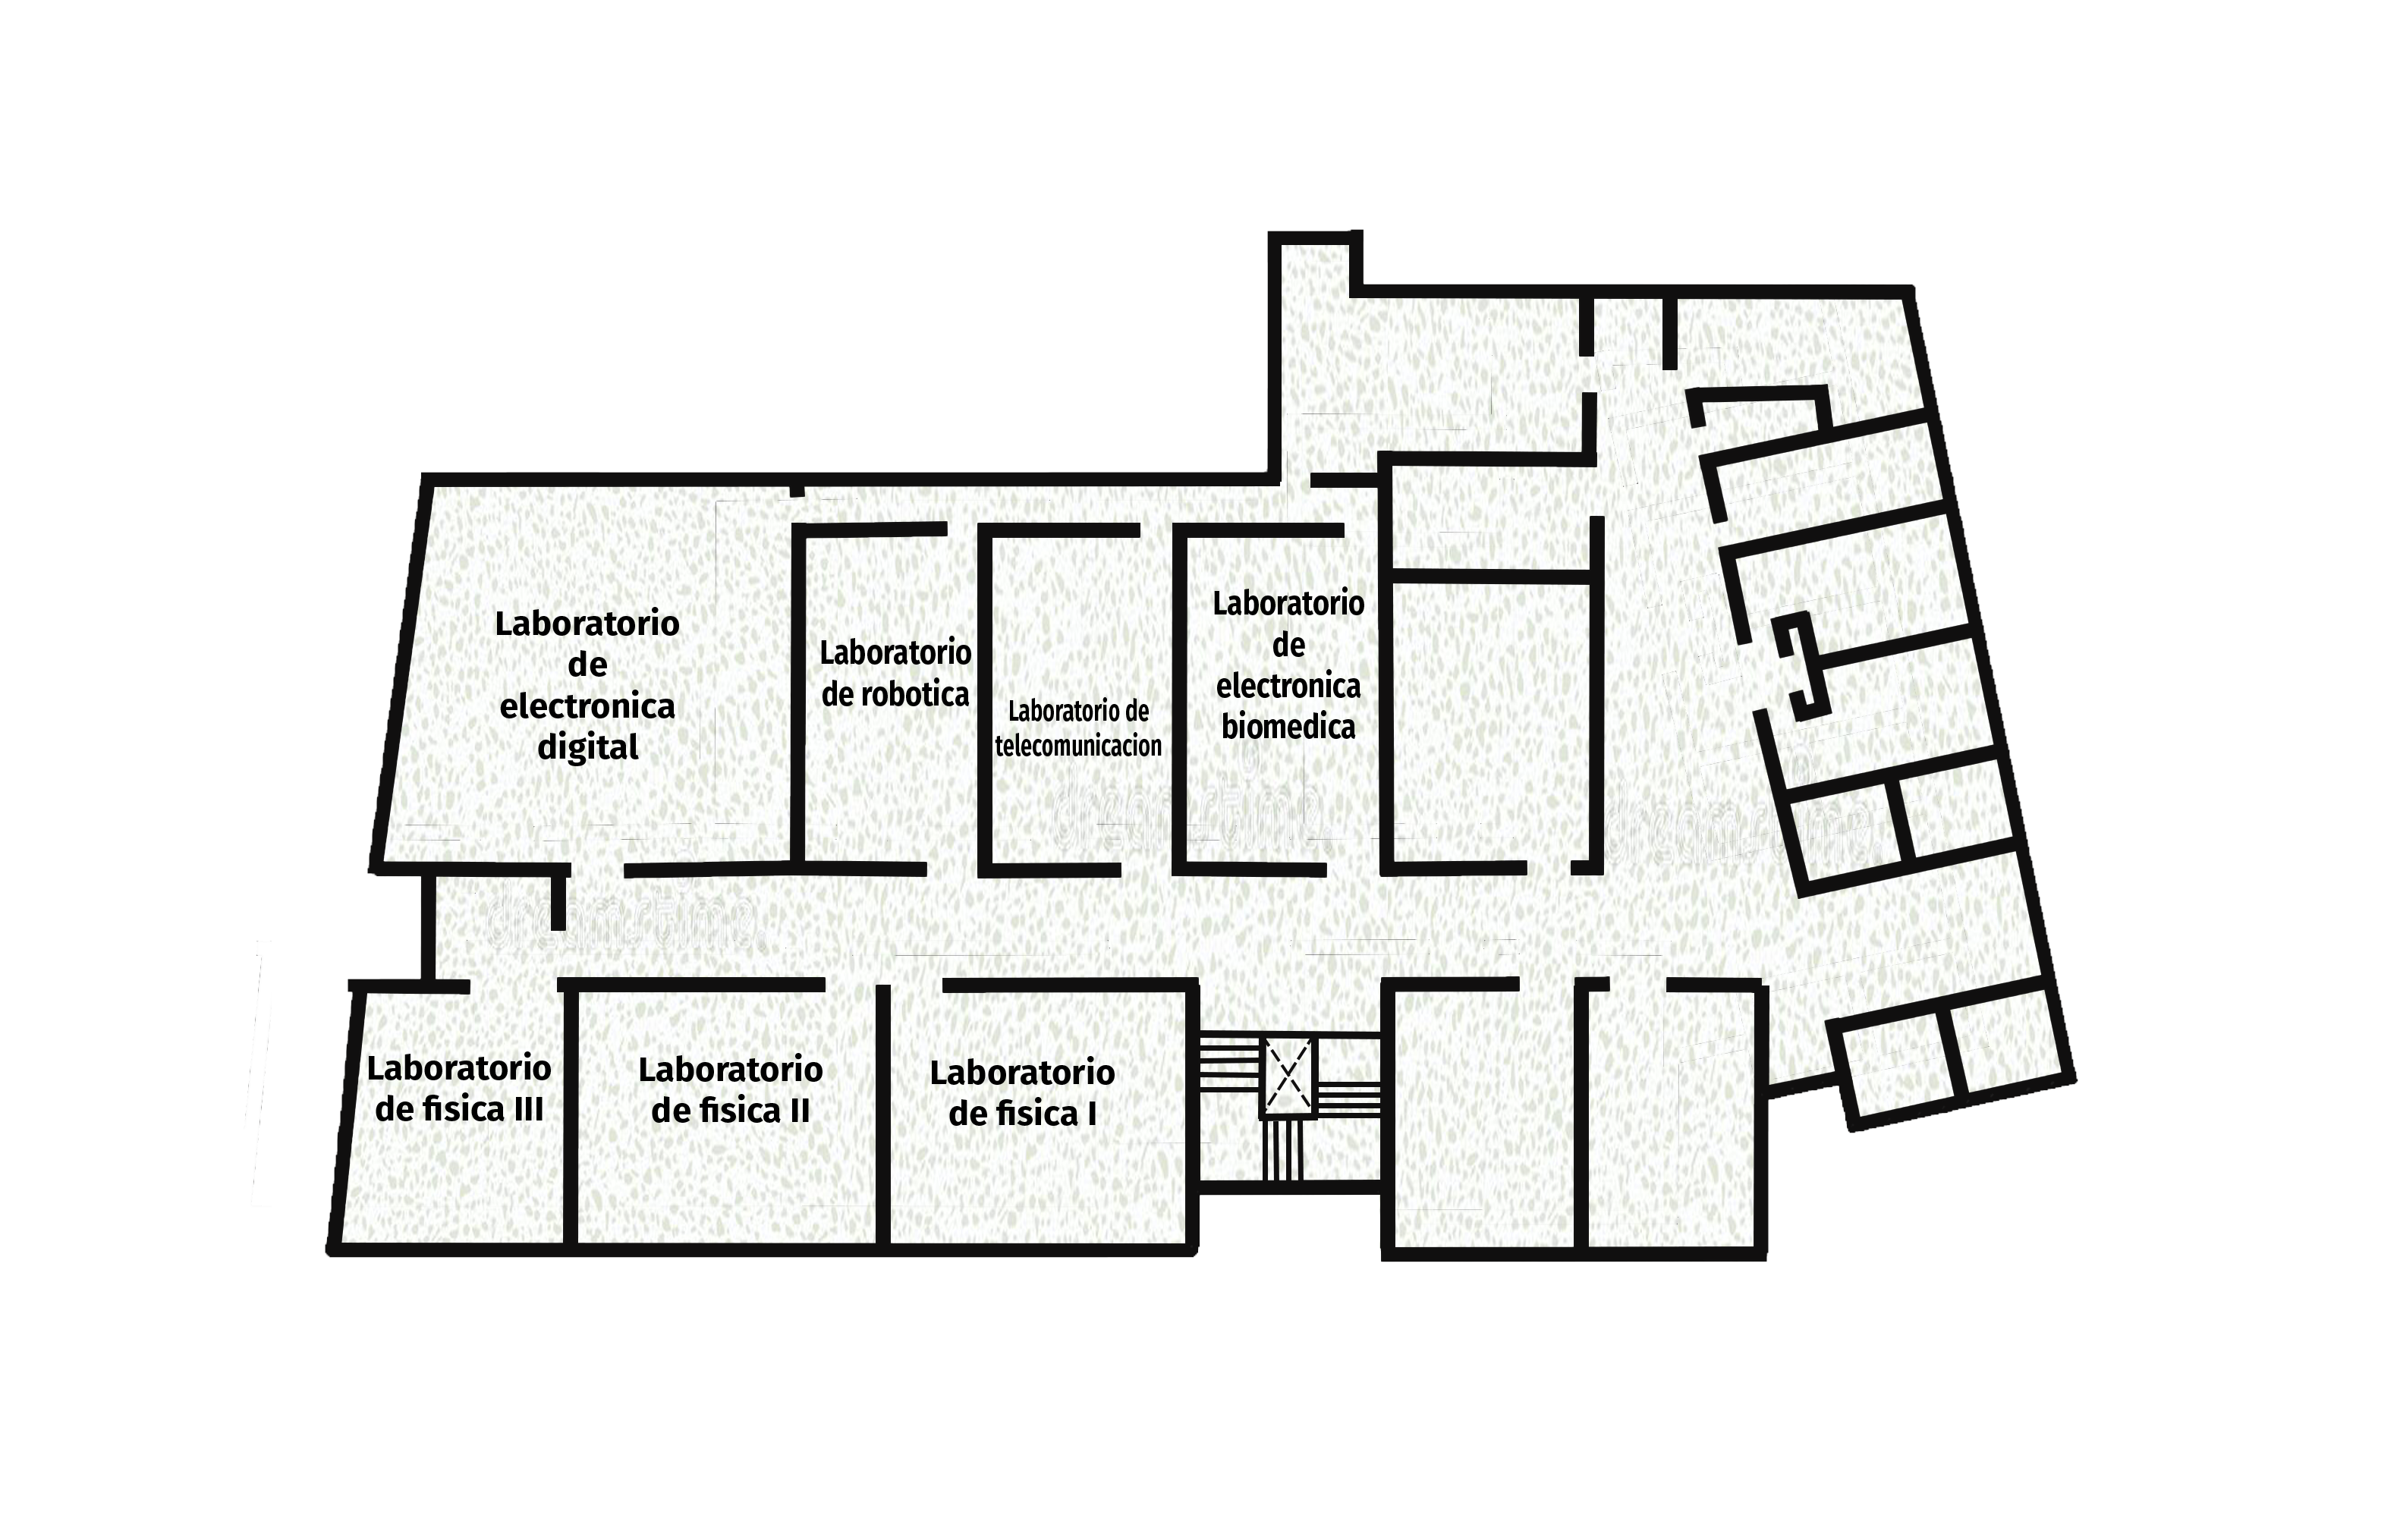 Laboratorio
de
electronica
digital
Laboratorio
de robotica
Laboratorio de
telecomunicacion
Laboratorio
de
electronica
biomedica
Laboratorio
de fisica III
Laboratorio
de fisica II
Laboratorio
de fisica I
dreamstime
dreamstime
dreamstime